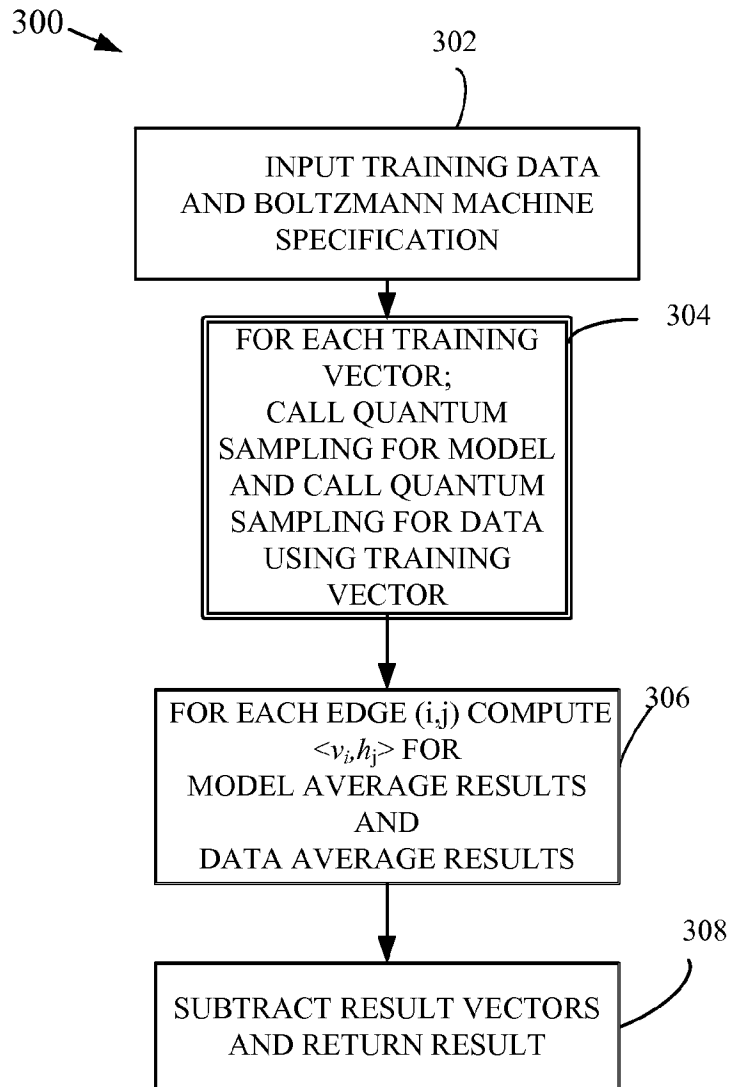 300
302
INPUT TRAINING DATA
AND BOLTZMANN MACHINE
SPECIFICATION
304
FOR EACH TRAINING
VECTOR;
CALL QUANTUM
SAMPLING FOR MODEL
AND CALL QUANTUM
SAMPLING FOR DATA
USING TRAINING
VECTOR
306
FOR EACH EDGE (i,j) COMPUTE
<v_i,h_j> FOR
MODEL AVERAGE RESULTS
AND
DATA AVERAGE RESULTS
308
SUBTRACT RESULT VECTORS
AND RETURN RESULT